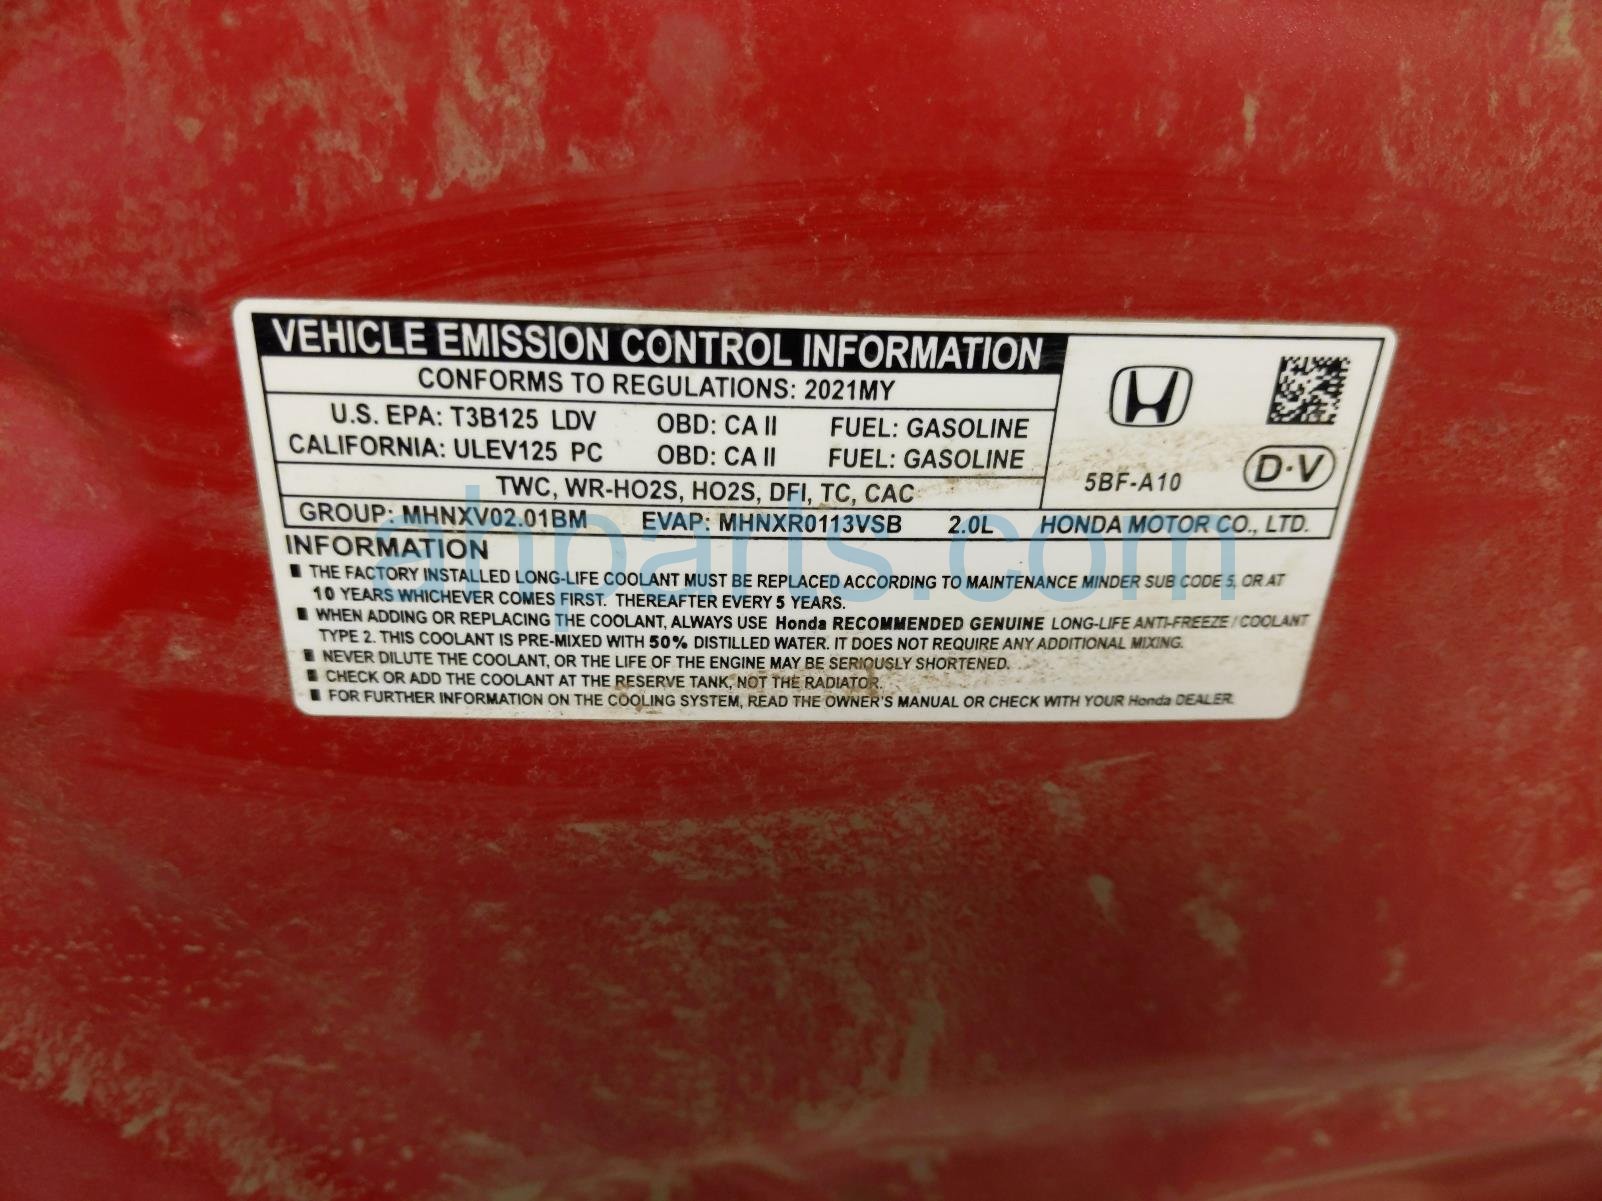 VEHICLE EMISSION CONTROL INFORMATION
CONFORMS TO REGULATIONS: 2021MY
U.S. EPA: T3B125 LDV OBD: CA II FUEL: GASOLINE
CALIFORNIA: ULEV125 PC OBD: CA II FUEL: GASOLINE
5BF-A10 D·V
TWC, WR-HO2S, HO2S, DFI, TC, CAC
GROUP: MHNXV02.01BM EVAP: MHNXR0113VSB 2.0L HONDA MOTOR CO., LTD.
INFORMATION
THE FACTORY INSTALLED LONG-LIFE COOLANT MUST BE REPLACED ACCORDING TO MAINTENANCE MINDER SUB CODE 5, OR AT
10 YEARS WHICHEVER COMES FIRST. THEREAFTER EVERY 5 YEARS.
WHEN ADDING OR REPLACING THE COOLANT, ALWAYS USE Honda RECOMMENDED GENUINE LONG-LIFE ANTI-FREEZE / COOLANT
TYPE 2. THIS COOLANT IS PRE-MIXED WITH 50% DISTILLED WATER. IT DOES NOT REQUIRE ANY ADDITIONAL MIXING.
NEVER DILUTE THE COOLANT, OR THE LIFE OF THE ENGINE MAY BE SERIOUSLY SHORTENED.
CHECK OR ADD THE COOLANT AT THE RESERVE TANK, NOT THE RADIATOR.
FOR FURTHER INFORMATION ON THE COOLING SYSTEM, READ THE OWNER'S MANUAL OR CHECK WITH YOUR Honda DEALER.
ahparts.com